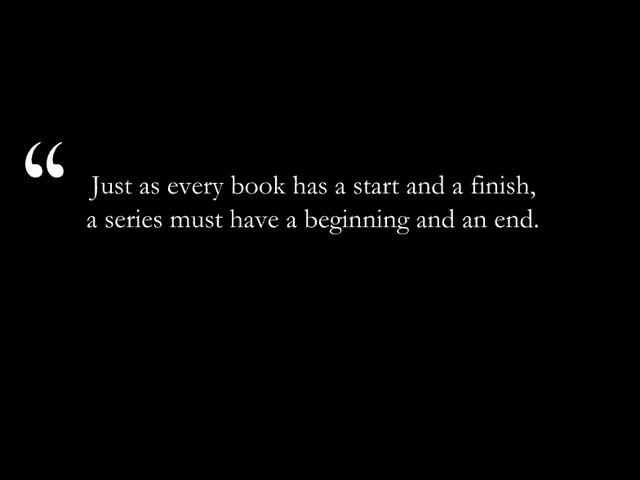 “
Just as every book has a start and a finish,
a series must have a beginning and an end.